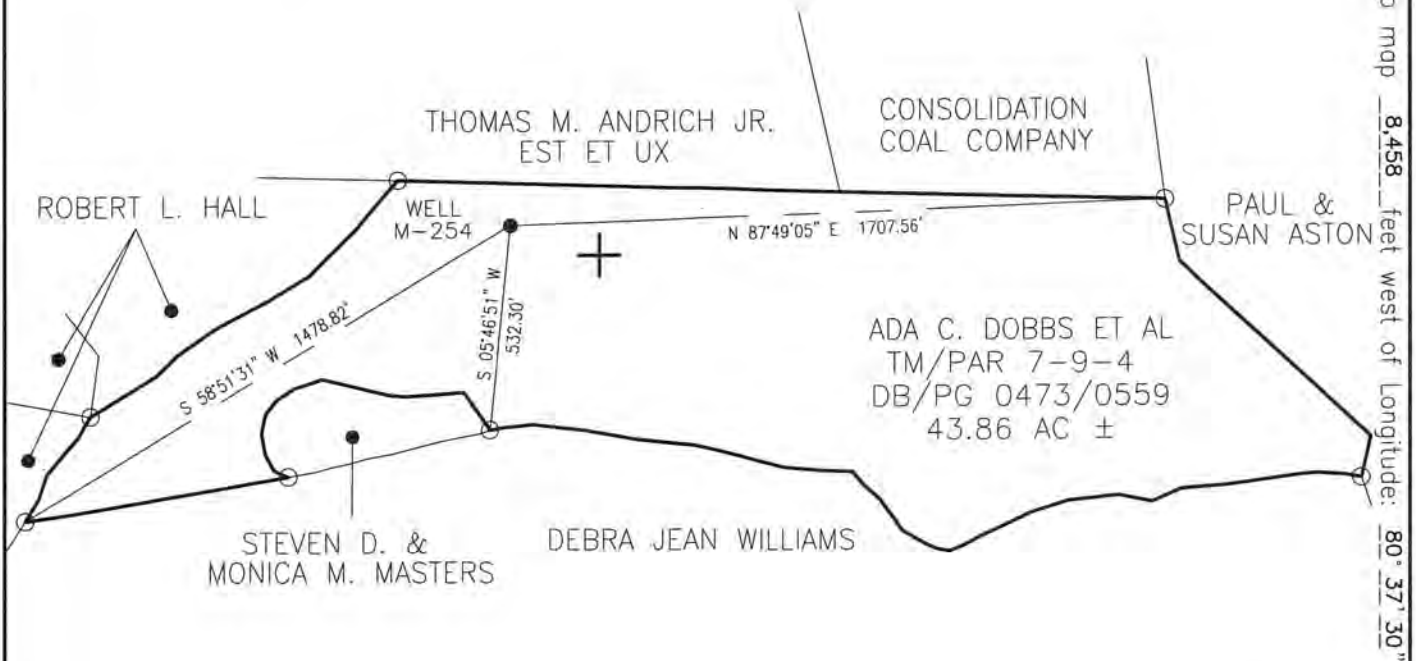 THOMAS M. ANDRICH JR.
EST ET UX
CONSOLIDATION
COAL COMPANY
ROBERT L. HALL
WELL
M-254
PAUL &
SUSAN ASTON
N 87°49'05" E 1707.56'
S 05°46'51" W
532.30'
S 58°51'31" W 1478.82'
ADA C. DOBBS ET AL
TM/PAR 7-9-4
DB/PG 0473/0559
43.86 AC ±
STEVEN D. &
MONICA M. MASTERS
DEBRA JEAN WILLIAMS
map 8,458 feet west of Longitude: 80° 37' 30"